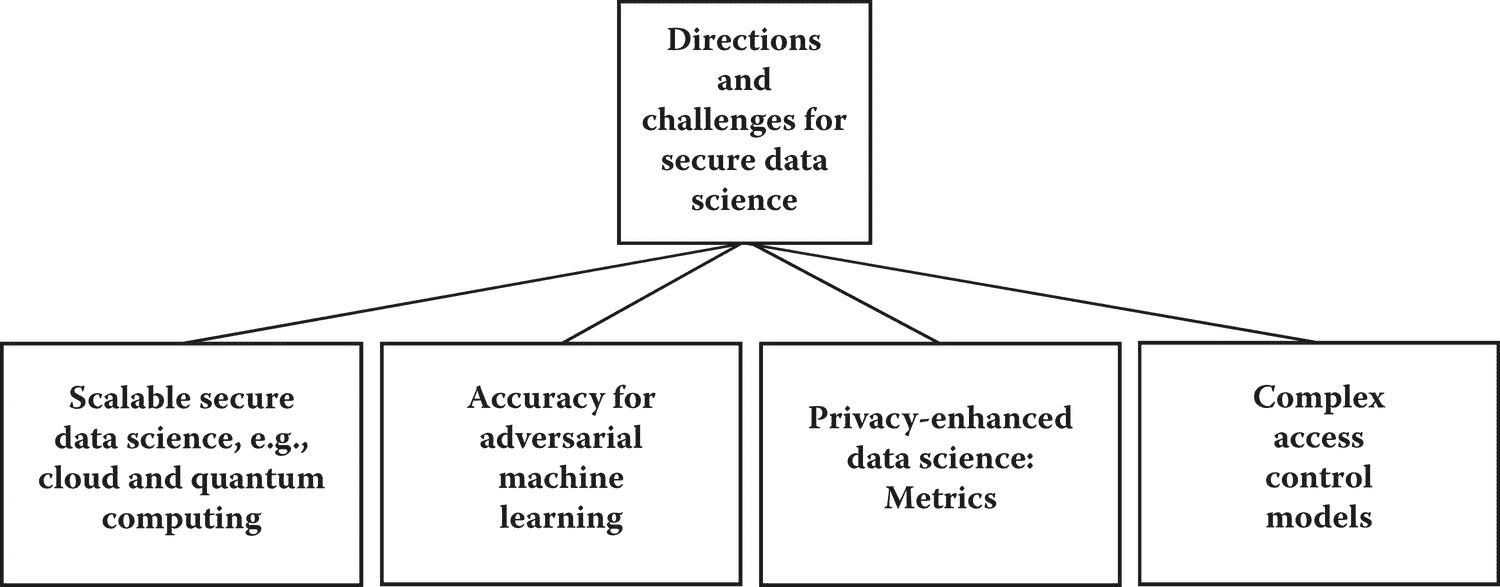 Directions
and
challenges for
secure data
science
Scalable secure
data science, e.g.,
cloud and quantum
computing
Accuracy for
adversarial
machine
learning
Privacy-enhanced
data science:
Metrics
Complex
access
control
models